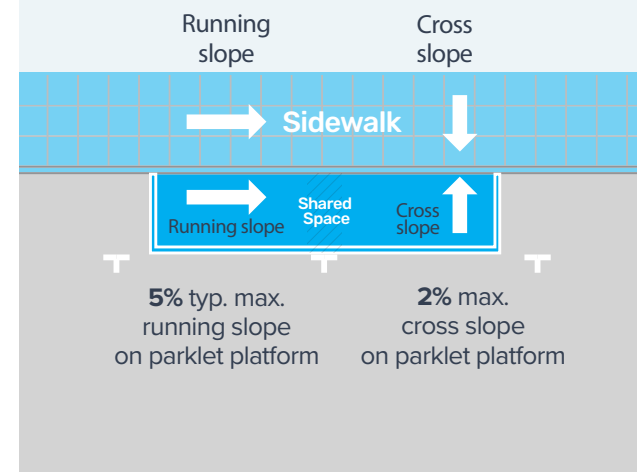 Running
slope
Cross
slope
Sidewalk
Running slope
Shared
Space
Cross
slope
5% typ. max.
running slope
on parklet platform
2% max.
cross slope
on parklet platform